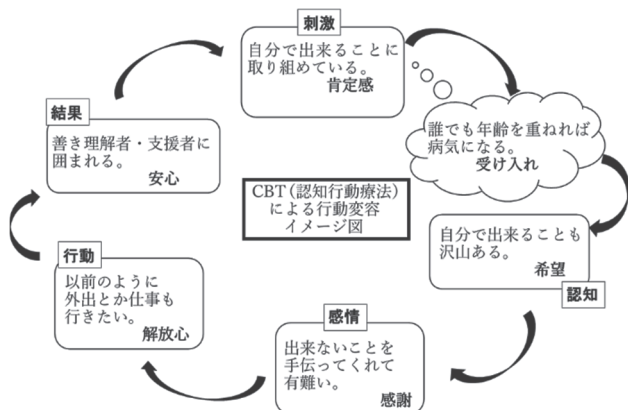 刺激
自分で出来ることに
取り組めている。
肯定感
誰でも年齢を重ねれば
病気になる。
受け入れ
自分で出来ることも
沢山ある。
希望
認知
感情
出来ないことを
手伝ってくれて
有難い。
感謝
行動
以前のように
外出とか仕事も
行きたい。
解放心
結果
善き理解者・支援者に
囲まれる。
安心
CBT（認知行動療法）
による行動変容
イメージ図